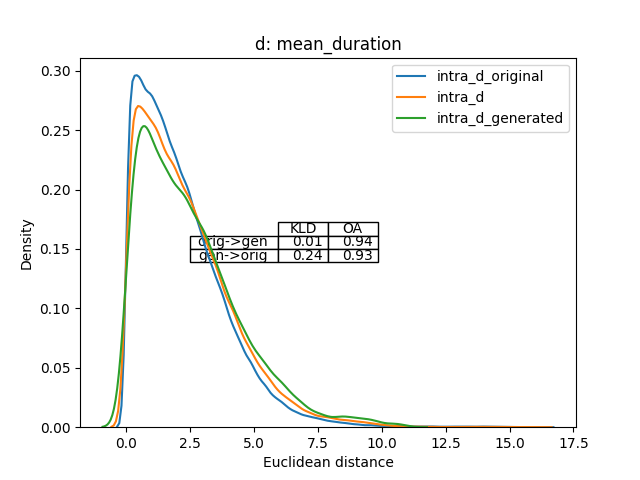 d: mean_duration
0.30
0.25
0.20
0.15
0.10
0.05
0.00
Density
intra_d_original
intra_d
intra_d_generated
KLD OA
orig->gen 0.01 0.94
gen->orig 0.24 0.93
0.0 2.5 5.0 7.5 10.0 12.5 15.0 17.5
Euclidean distance